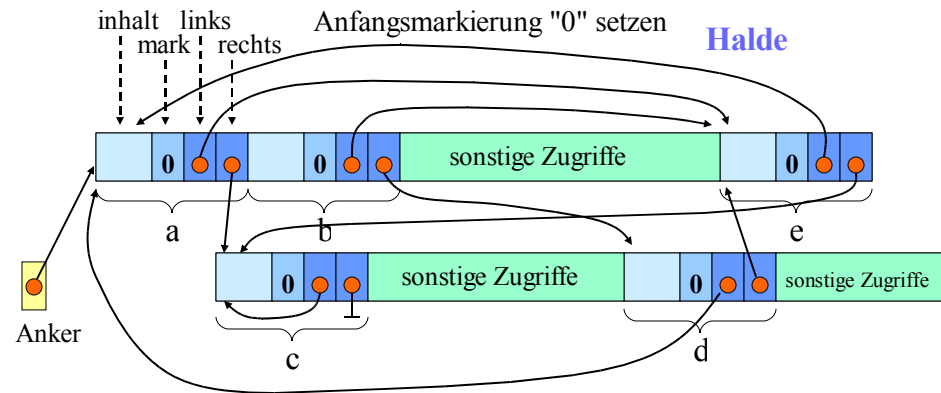 Anfangsmarkierung "0" setzen
Halde
inhalt links
mark rechts
0 0 sonstige Zugriffe 0
a b e
0 sonstige Zugriffe 0 sonstige Zugriffe
Anker
c d